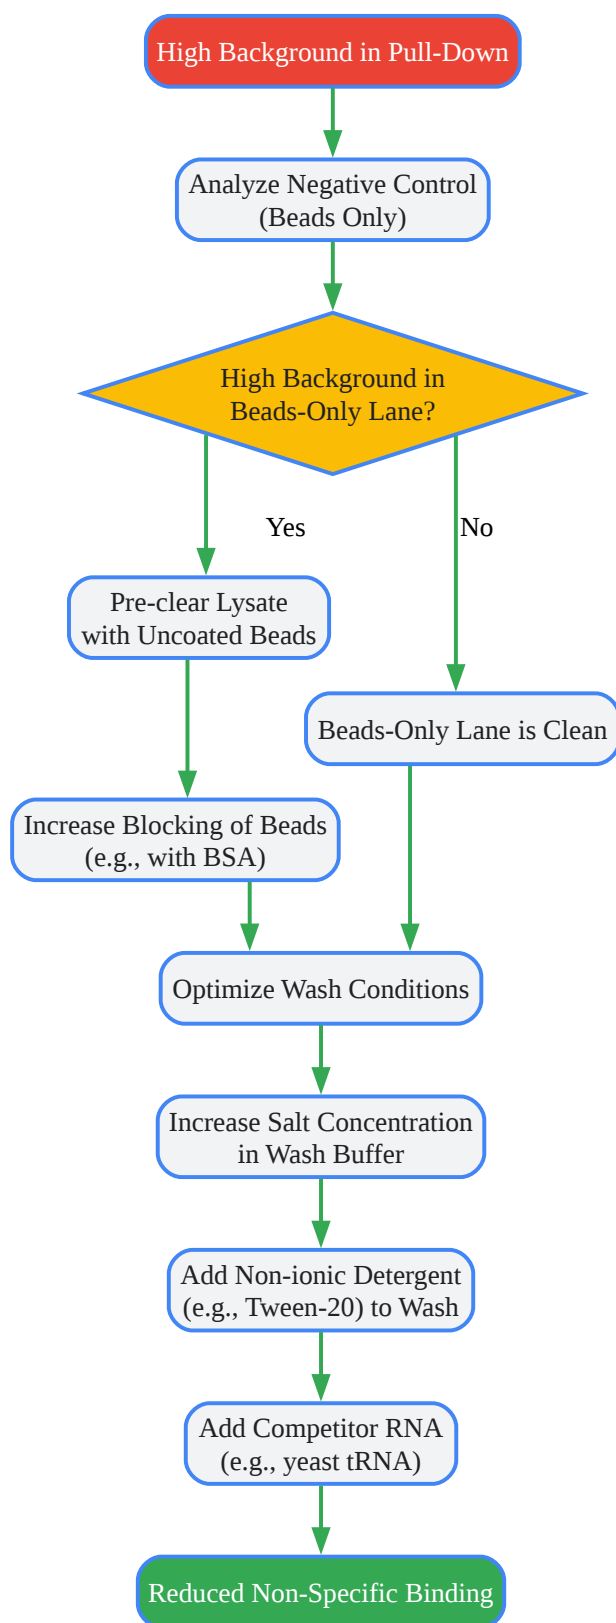 High Background in Pull-Down
Analyze Negative Control
(Beads Only)
High Background in
Beads-Only Lane?
Yes
No
Pre-clear Lysate
with Uncoated Beads
Beads-Only Lane is Clean
Increase Blocking of Beads
(e.g., with BSA)
Optimize Wash Conditions
Increase Salt Concentration
in Wash Buffer
Add Non-ionic Detergent
(e.g., Tween-20) to Wash
Add Competitor RNA
(e.g., yeast tRNA)
Reduced Non-Specific Binding